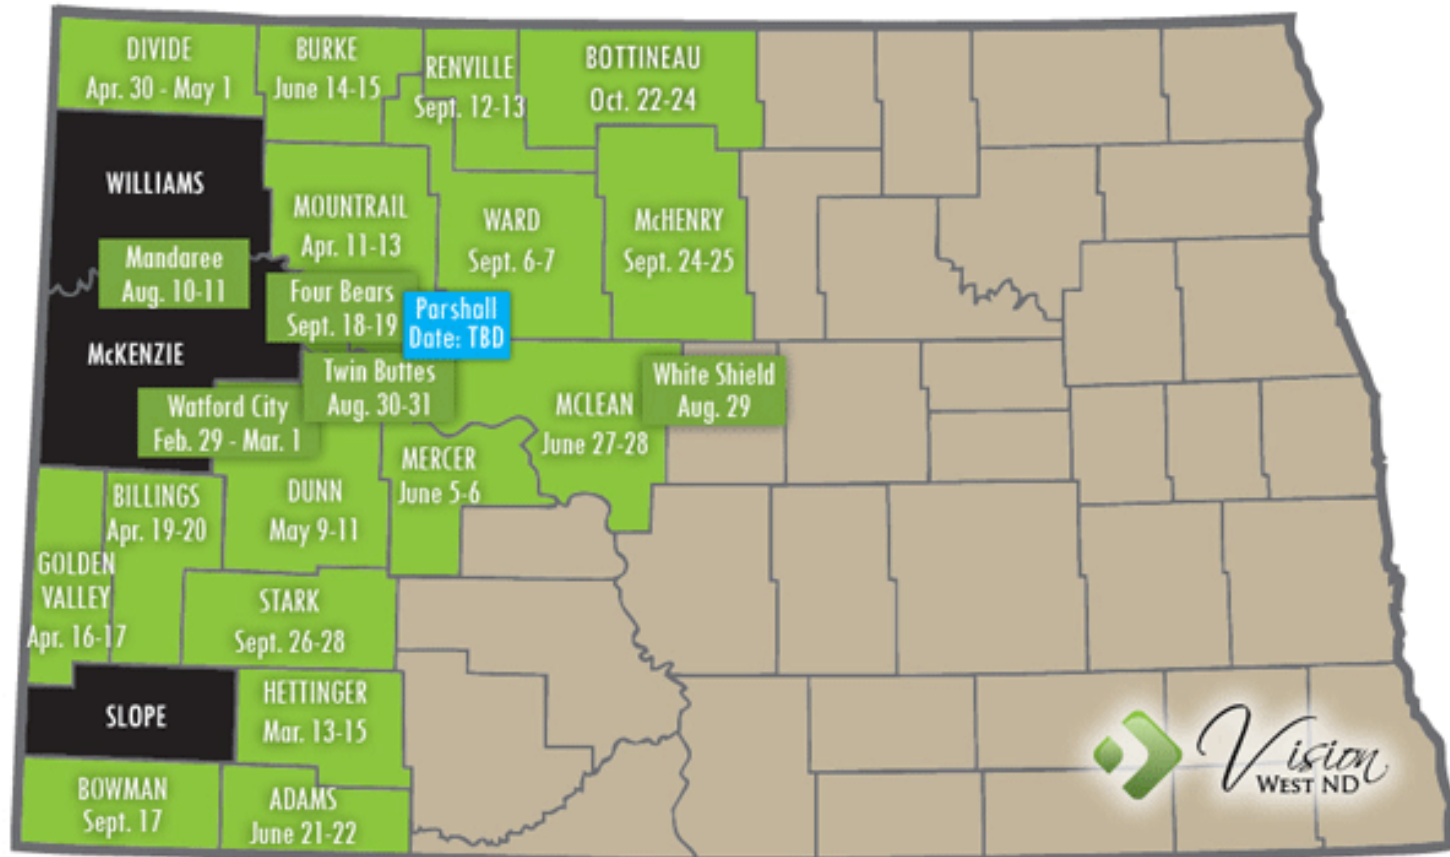 DIVIDE
Apr. 30 - May 1
BURKE
June 14-15
RENVILLE
Sept. 12-13
BOTTINEAU
Oct. 22-24
WILLIAMS
MOUNTRAIL
Apr. 11-13
WARD
Sept. 6-7
McHENRY
Sept. 24-25
Mandaree
Aug. 10-11
Four Bears
Sept. 18-19
Parshall
Date: TBD
McKENZIE
Twin Buttes
Aug. 30-31
White Shield
Aug. 29
Watford City
Feb. 29 - Mar. 1
MCLEAN
June 27-28
MERCER
June 5-6
BILLINGS
Apr. 19-20
DUNN
May 9-11
GOLDEN
VALLEY
Apr. 16-17
STARK
Sept. 26-28
SLOPE
HETTINGER
Mar. 13-15
BOWMAN
Sept. 17
ADAMS
June 21-22
Vision
WEST ND